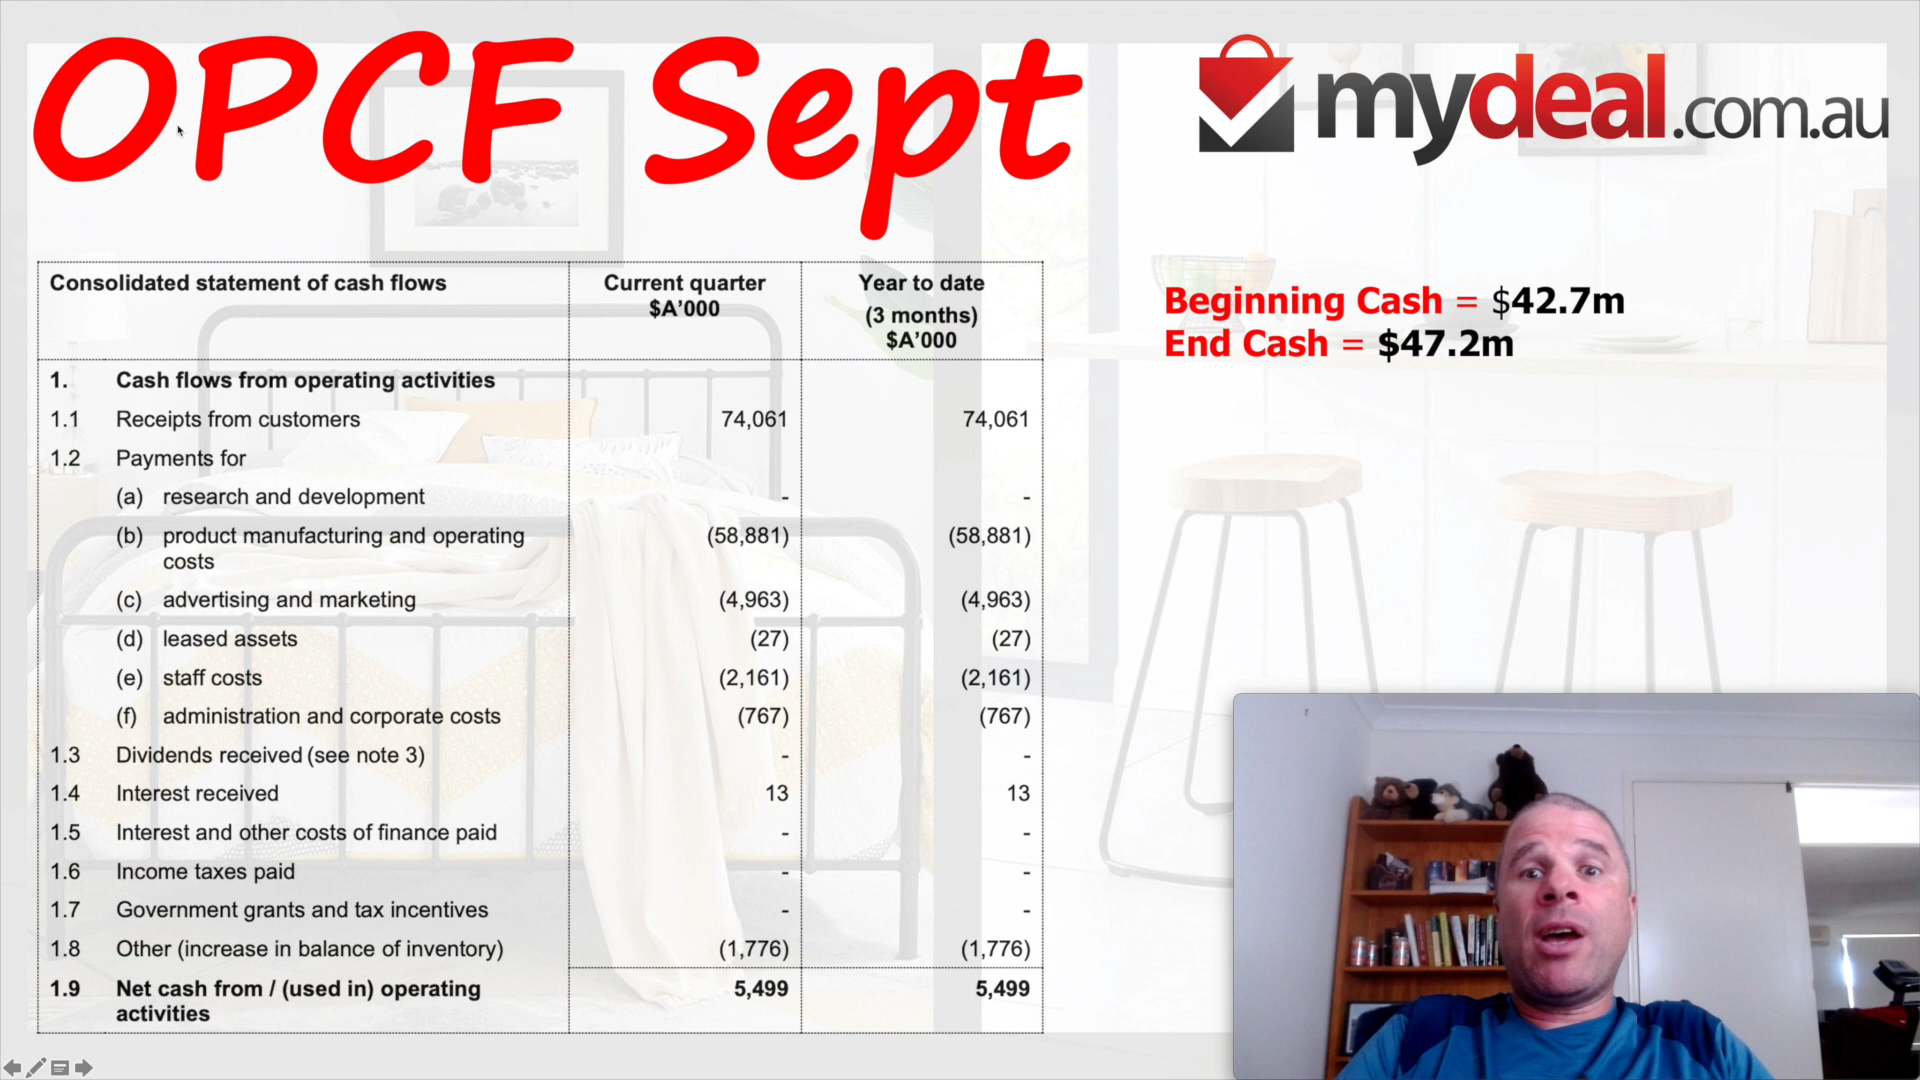 OPCF Sept
mydeal.com.au
Consolidated statement of cash flows
Current quarter
$A’000
Year to date
(3 months)
$A’000
1. Cash flows from operating activities
1.1 Receipts from customers 74,061 74,061
1.2 Payments for
(a) research and development - -
(b) product manufacturing and operating costs (58,881) (58,881)
(c) advertising and marketing (4,963) (4,963)
(d) leased assets (27) (27)
(e) staff costs (2,161) (2,161)
(f) administration and corporate costs (767) (767)
1.3 Dividends received (see note 3) - -
1.4 Interest received 13 13
1.5 Interest and other costs of finance paid - -
1.6 Income taxes paid - -
1.7 Government grants and tax incentives - -
1.8 Other (increase in balance of inventory) (1,776) (1,776)
1.9 Net cash from / (used in) operating activities 5,499 5,499
Beginning Cash = $42.7m
End Cash = $47.2m